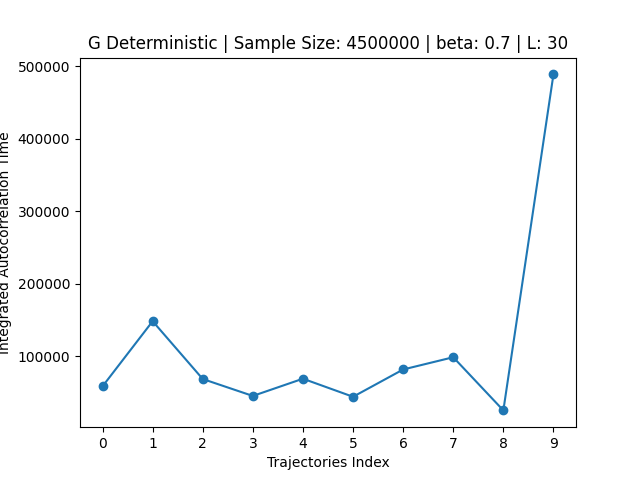 G Deterministic | Sample Size: 4500000 | beta: 0.7 | L: 30
Integrated Autocorrelation Time
500000
400000
300000
200000
100000
0 1 2 3 4 5 6 7 8 9
Trajectories Index